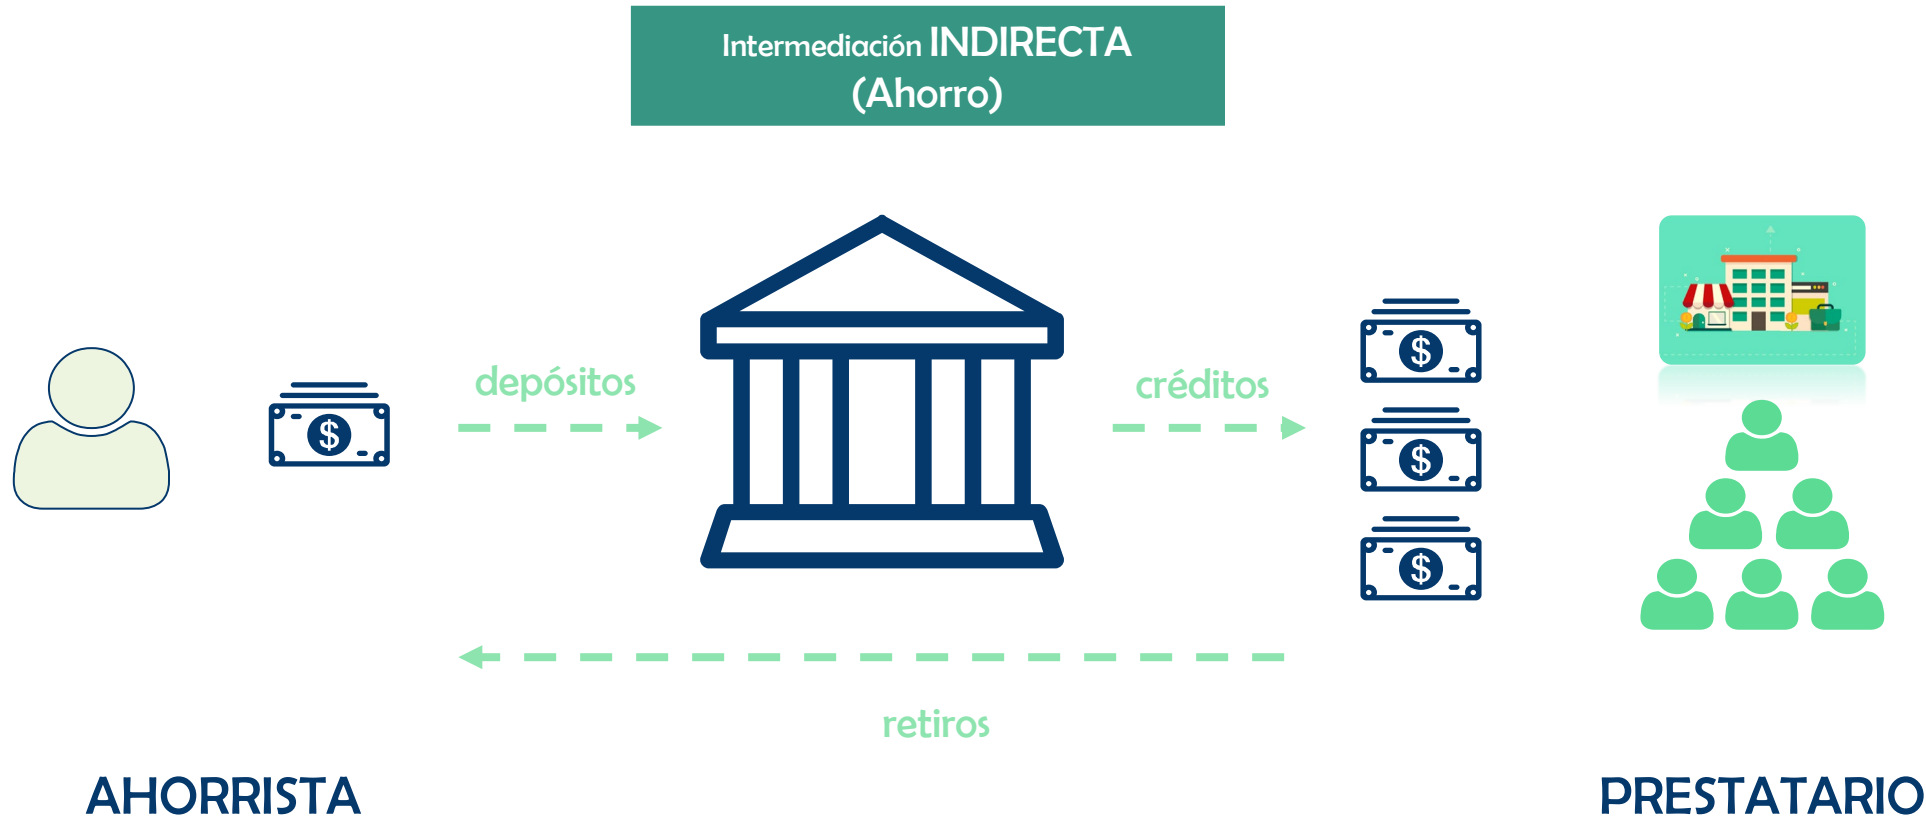 Intermediación INDIRECTA
(Ahorro)
depósitos
créditos
$
$
$
$
retiros
AHORRISTA
PRESTATARIO